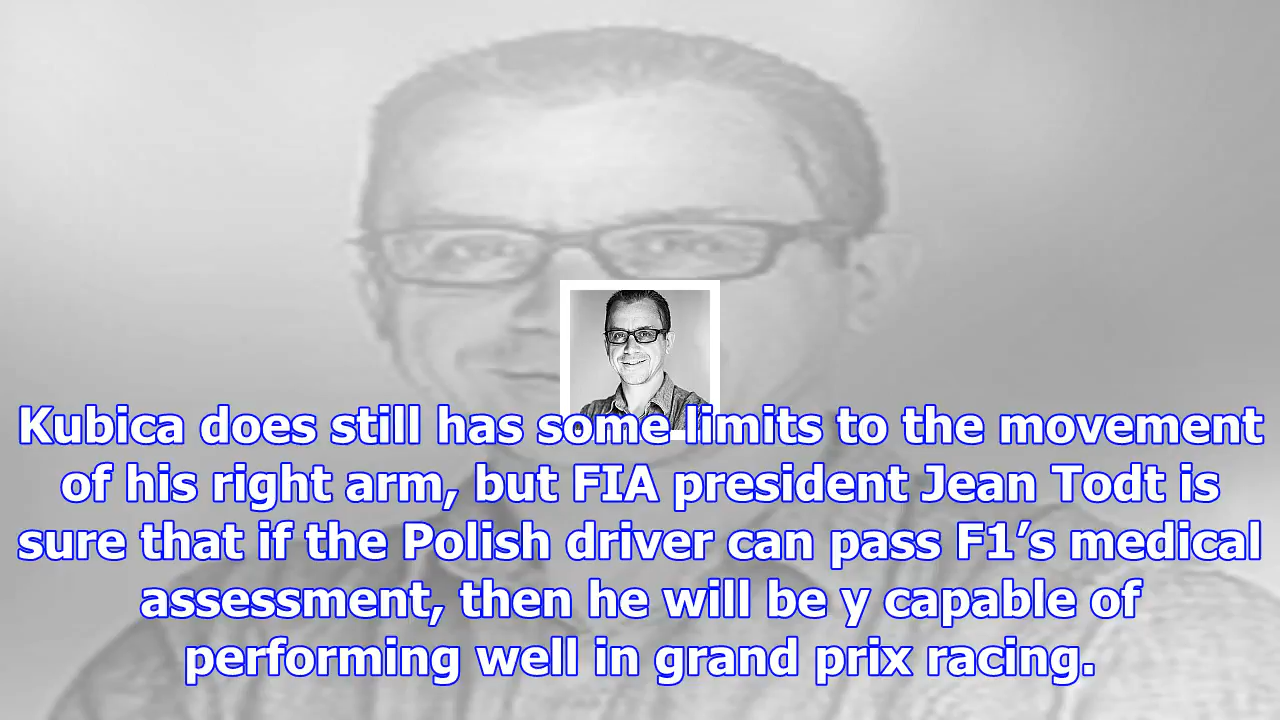 Kubica does still has some limits to the movement
of his right arm, but FIA president Jean Todt is
sure that if the Polish driver can pass F1’s medical
assessment, then he will be y capable of
performing well in grand prix racing.